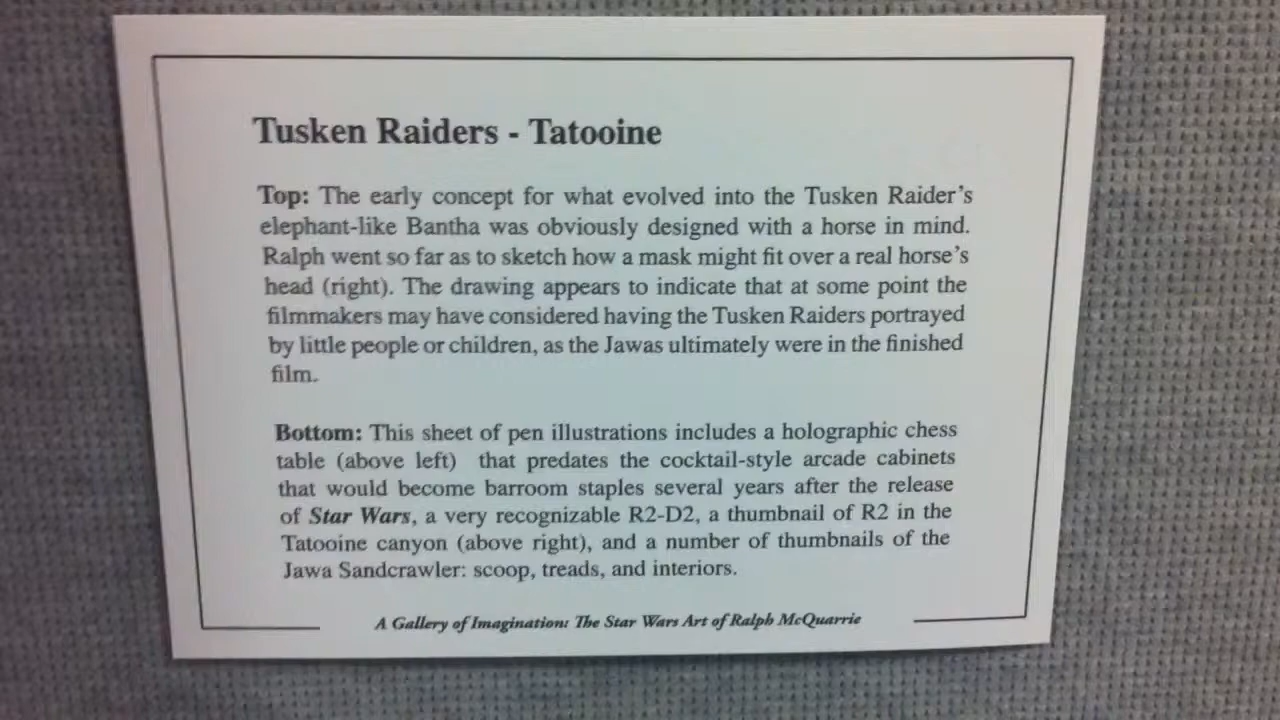 Tusken Raiders - Tatooine
Top: The early concept for what evolved into the Tusken Raider's
elephant-like Bantha was obviously designed with a horse in mind.
Ralph went so far as to sketch how a mask might fit over a real horse's
head (right). The drawing appears to indicate that at some point the
filmmakers may have considered having the Tusken Raiders portrayed
by little people or children, as the Jawas ultimately were in the finished
film.
Bottom: This sheet of pen illustrations includes a holographic chess
table (above left) that predates the cocktail-style arcade cabinets
that would become barroom staples several years after the release
of Star Wars, a very recognizable R2-D2, a thumbnail of R2 in the
Tatooine canyon (above right), and a number of thumbnails of the
Jawa Sandcrawler: scoop, treads, and interiors.
A Gallery of Imagination: The Star Wars Art of Ralph McQuarrie